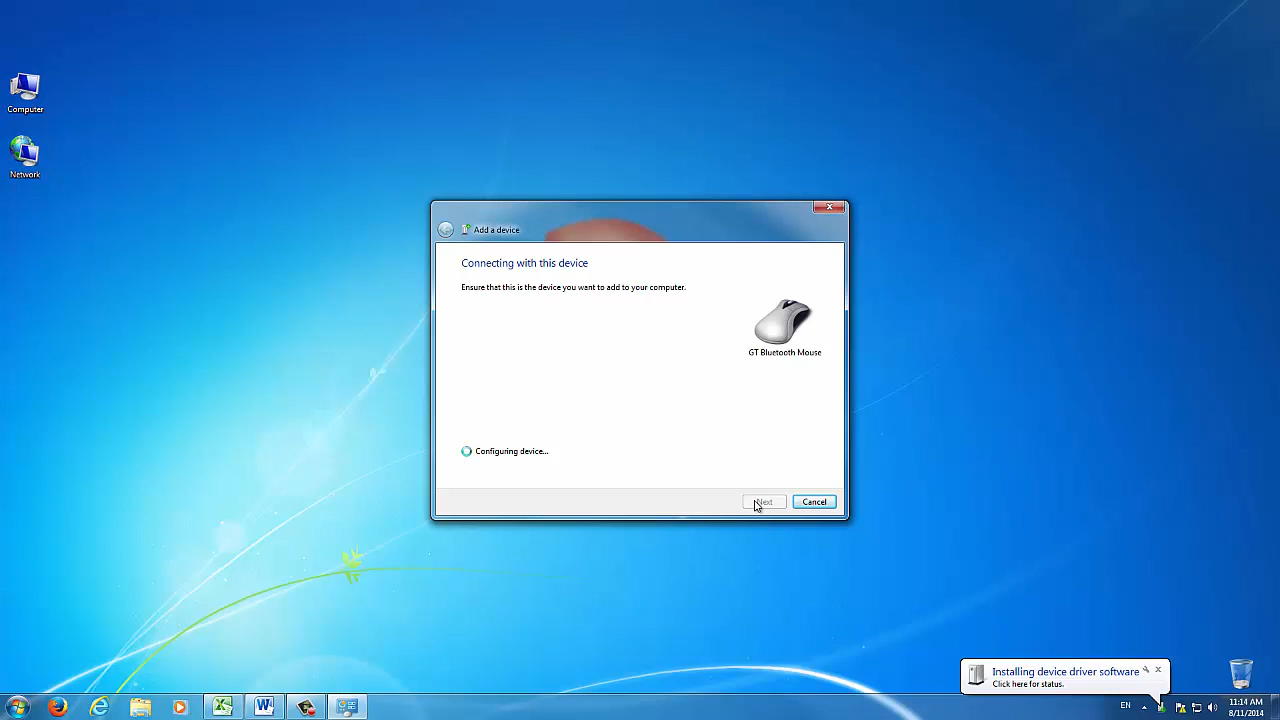 Computer
Network
Add a device
Connecting with this device
Ensure that this is the device you want to add to your computer.
GT Bluetooth Mouse
Configuring device...
Next
Cancel
Installing device driver software
Click here for status.
EN
11:14 AM
8/11/2014